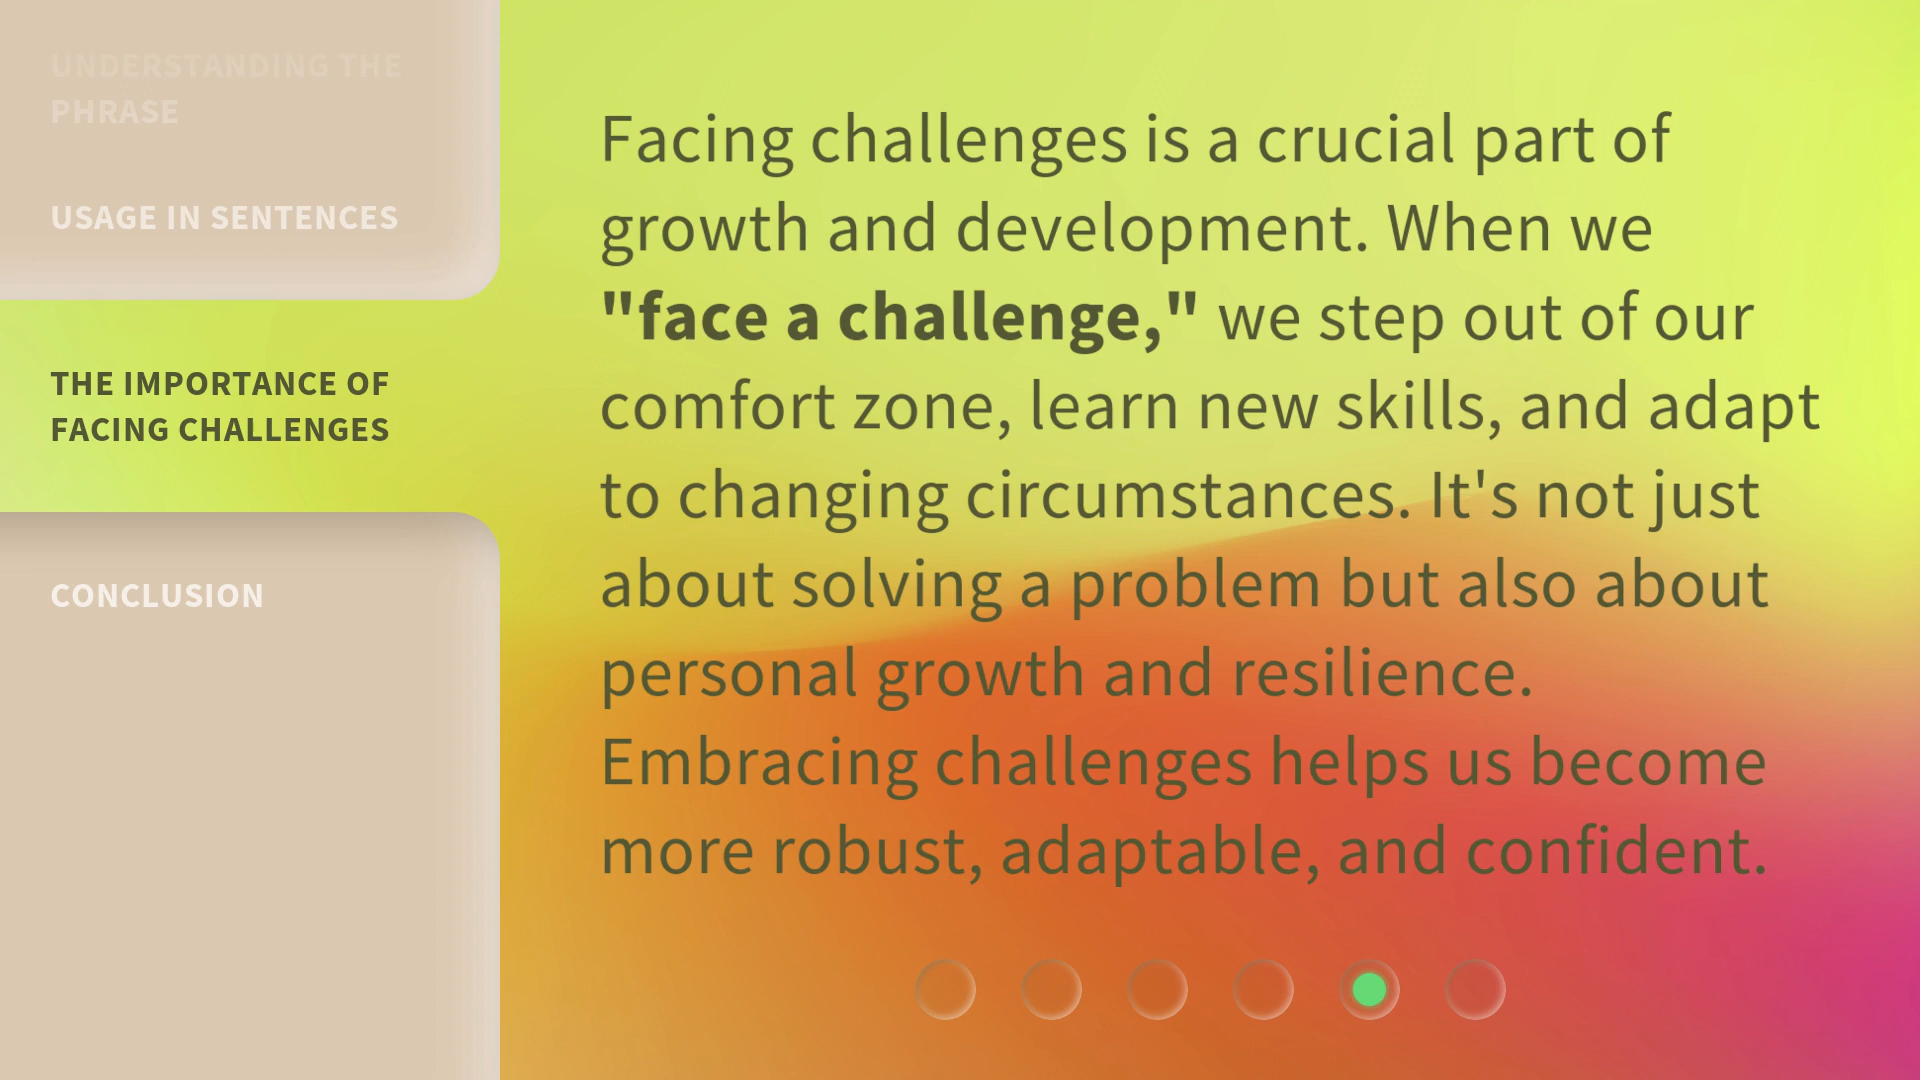 UNDERSTANDING THE
PHRASE
USAGE IN SENTENCES
THE IMPORTANCE OF
FACING CHALLENGES
CONCLUSION
Facing challenges is a crucial part of
growth and development. When we
"face a challenge," we step out of our
comfort zone, learn new skills, and adapt
to changing circumstances. It's not just
about solving a problem but also about
personal growth and resilience.
Embracing challenges helps us become
more robust, adaptable, and confident.